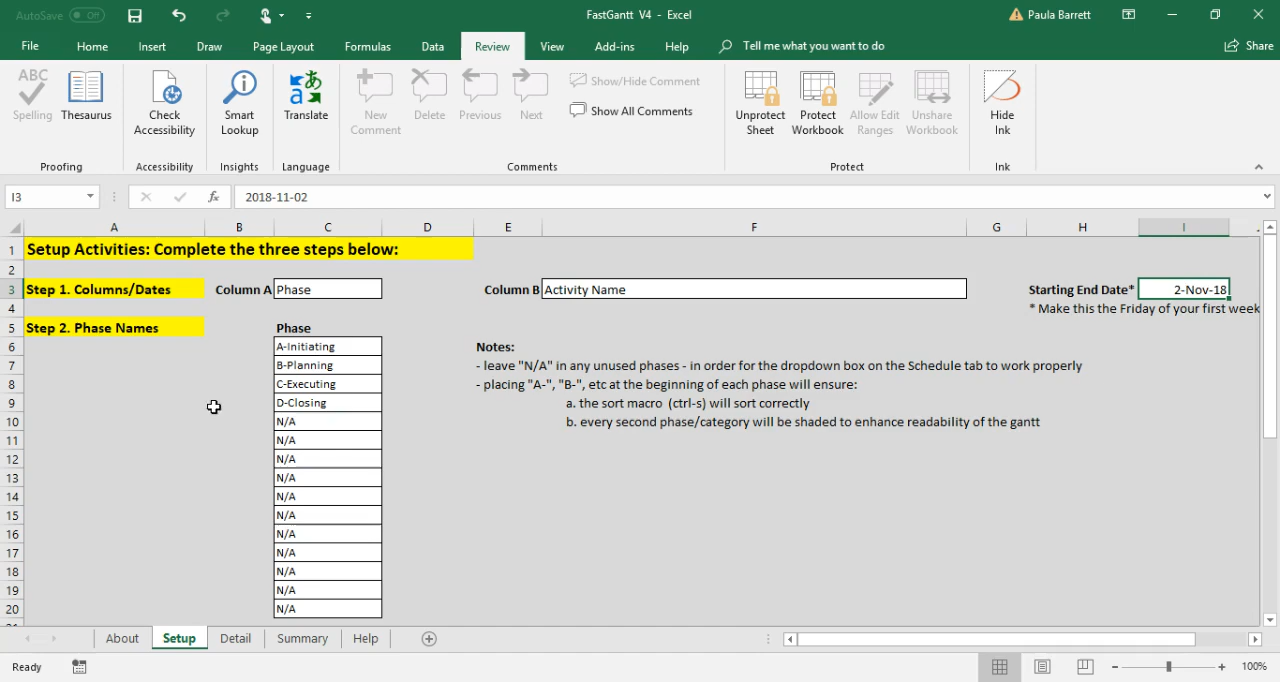 AutoSave Off
FastGantt V4 - Excel
Paula Barrett
File Home Insert Draw Page Layout Formulas Data Review View Add-ins Help Tell me what you want to do Share
ABC
Spelling
Thesaurus
Check Accessibility
Smart Lookup
Translate
New Comment
Delete
Previous
Next
Show/Hide Comment
Show All Comments
Unprotect Sheet
Protect Workbook
Allow Edit Ranges
Unshare Workbook
Hide Ink
Proofing Accessibility Insights Language Comments Protect Ink
I3 fx 2018-11-02
A B C D E F G H I
1 Setup Activities: Complete the three steps below:
2
3 Step 1. Columns/Dates Column A Phase Column B Activity Name Starting End Date* 2-Nov-18
4 * Make this the Friday of your first week
5 Step 2. Phase Names Phase
6 A-Initiating Notes:
7 B-Planning - leave "N/A" in any unused phases - in order for the dropdown box on the Schedule tab to work properly
8 C-Executing - placing "A-", "B-", etc at the beginning of each phase will ensure:
9 D-Closing a. the sort macro (ctrl-s) will sort correctly
10 N/A b. every second phase/category will be shaded to enhance readability of the gantt
11 N/A
12 N/A
13 N/A
14 N/A
15 N/A
16 N/A
17 N/A
18 N/A
19 N/A
20 N/A
About Setup Detail Summary Help
Ready 100%